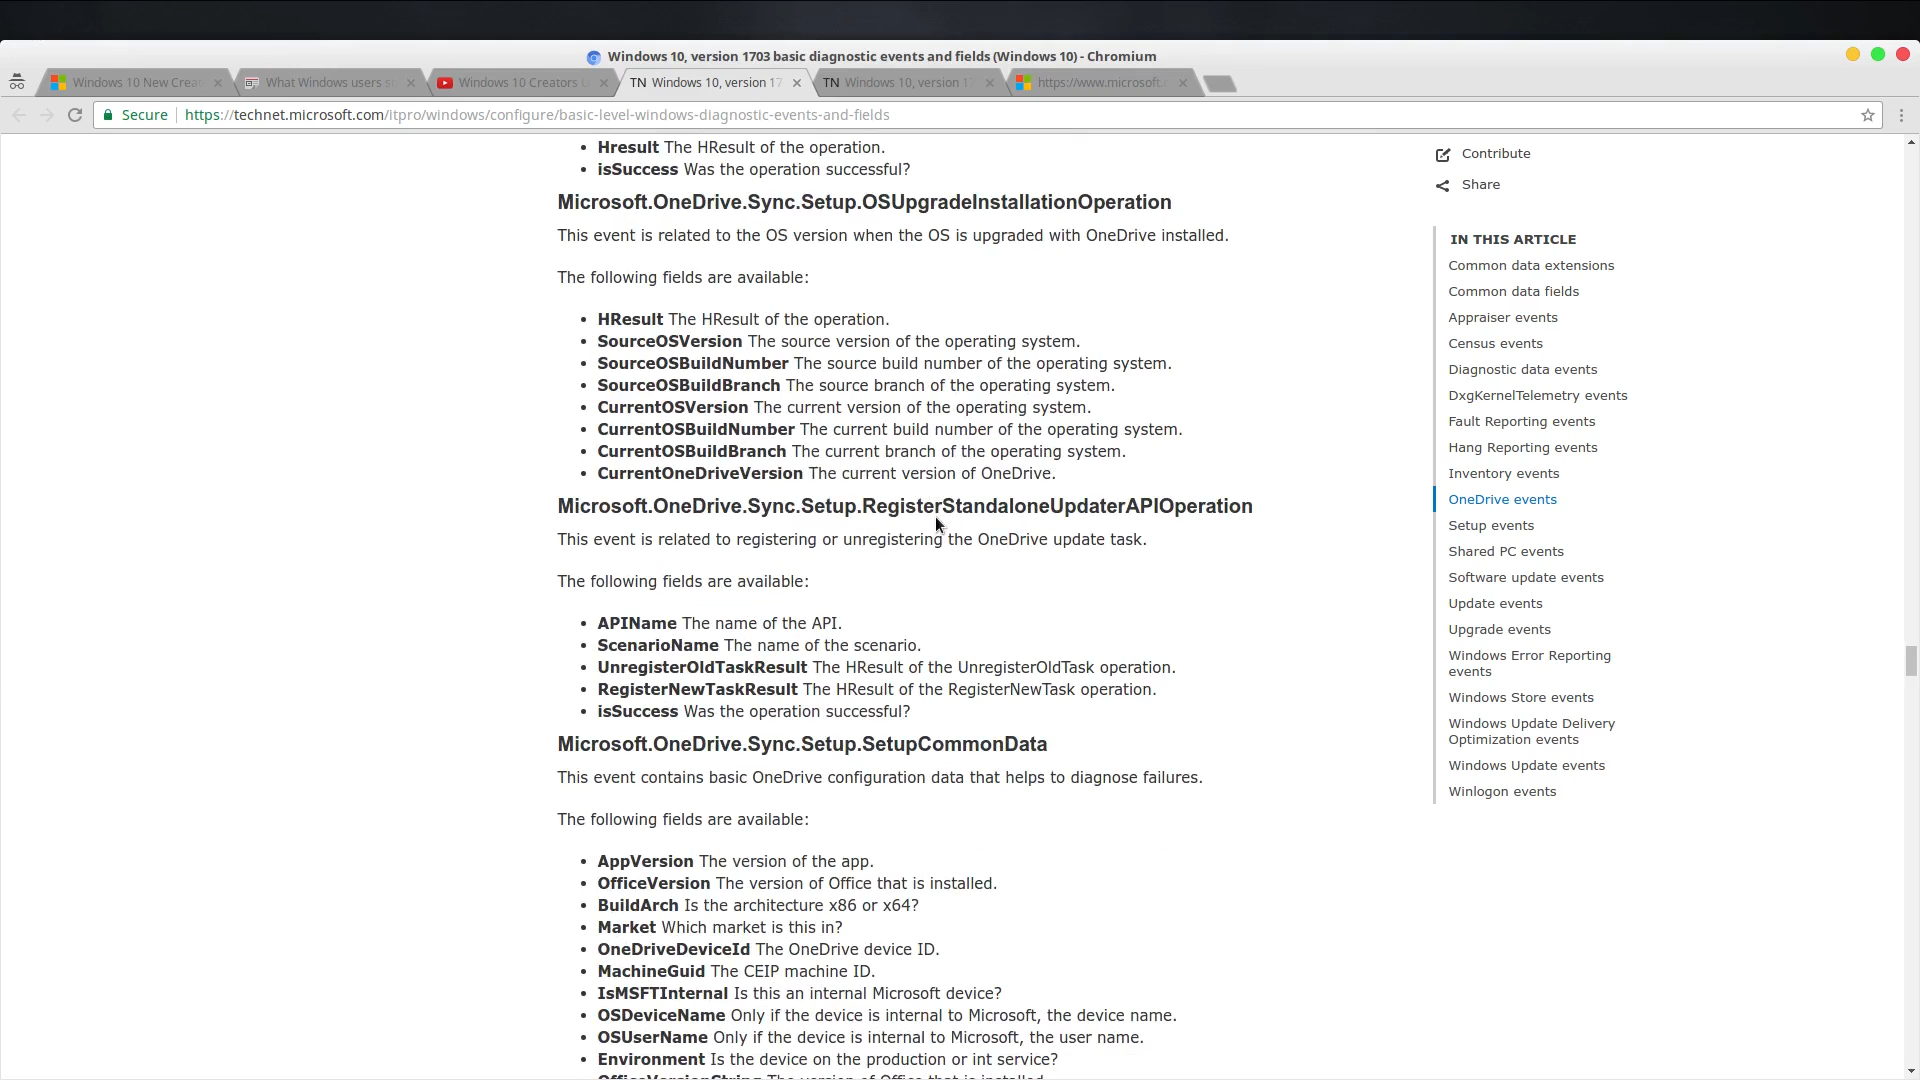 Windows 10, version 1703 basic diagnostic events and fields (Windows 10) - Chromium
Windows 10 New Crea
What Windows users s
Windows 10 Creators
TN Windows 10, version 17
TN Windows 10, version 17
https://www.microsoft.
Secure
https://technet.microsoft.com/itpro/windows/configure/basic-level-windows-diagnostic-events-and-fields
• Hresult The HResult of the operation.
• isSuccess Was the operation successful?
Microsoft.OneDrive.Sync.Setup.OSUpgradeInstallationOperation
This event is related to the OS version when the OS is upgraded with OneDrive installed.
The following fields are available:
• HResult The HResult of the operation.
• SourceOSVersion The source version of the operating system.
• SourceOSBuildNumber The source build number of the operating system.
• SourceOSBuildBranch The source branch of the operating system.
• CurrentOSVersion The current version of the operating system.
• CurrentOSBuildNumber The current build number of the operating system.
• CurrentOSBuildBranch The current branch of the operating system.
• CurrentOneDriveVersion The current version of OneDrive.
Microsoft.OneDrive.Sync.Setup.RegisterStandaloneUpdaterAPIOperation
This event is related to registering or unregistering the OneDrive update task.
The following fields are available:
• APIName The name of the API.
• ScenarioName The name of the scenario.
• UnregisterOldTaskResult The HResult of the UnregisterOldTask operation.
• RegisterNewTaskResult The HResult of the RegisterNewTask operation.
• isSuccess Was the operation successful?
Microsoft.OneDrive.Sync.Setup.SetupCommonData
This event contains basic OneDrive configuration data that helps to diagnose failures.
The following fields are available:
• AppVersion The version of the app.
• OfficeVersion The version of Office that is installed.
• BuildArch Is the architecture x86 or x64?
• Market Which market is this in?
• OneDriveDeviceId The OneDrive device ID.
• MachineGuid The CEIP machine ID.
• IsMSFTInternal Is this an internal Microsoft device?
• OSDeviceName Only if the device is internal to Microsoft, the device name.
• OSUserName Only if the device is internal to Microsoft, the user name.
• Environment Is the device on the production or int service?
• OfficeVersionString The version of Office that is installed.
Contribute
Share
IN THIS ARTICLE
Common data extensions
Common data fields
Appraiser events
Census events
Diagnostic data events
DxgKernelTelemetry events
Fault Reporting events
Hang Reporting events
Inventory events
OneDrive events
Setup events
Shared PC events
Software update events
Update events
Upgrade events
Windows Error Reporting
events
Windows Store events
Windows Update Delivery
Optimization events
Windows Update events
Winlogon events